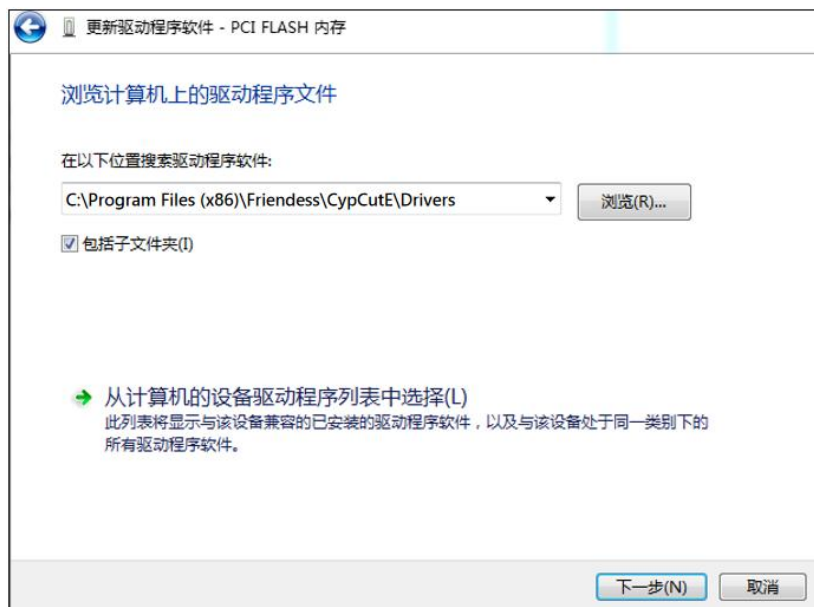 更新驱动程序软件 - PCI FLASH 内存
浏览计算机上的驱动程序文件
在以下位置搜索驱动程序软件:
C:\Program Files (x86)\Friendess\CypCutE\Drivers
浏览(R)...
包括子文件夹(I)
从计算机的设备驱动程序列表中选择(L)
此列表将显示与该设备兼容的已安装的驱动程序软件，以及与该设备处于同一类别下的
所有驱动程序软件。
下一步(N)
取消